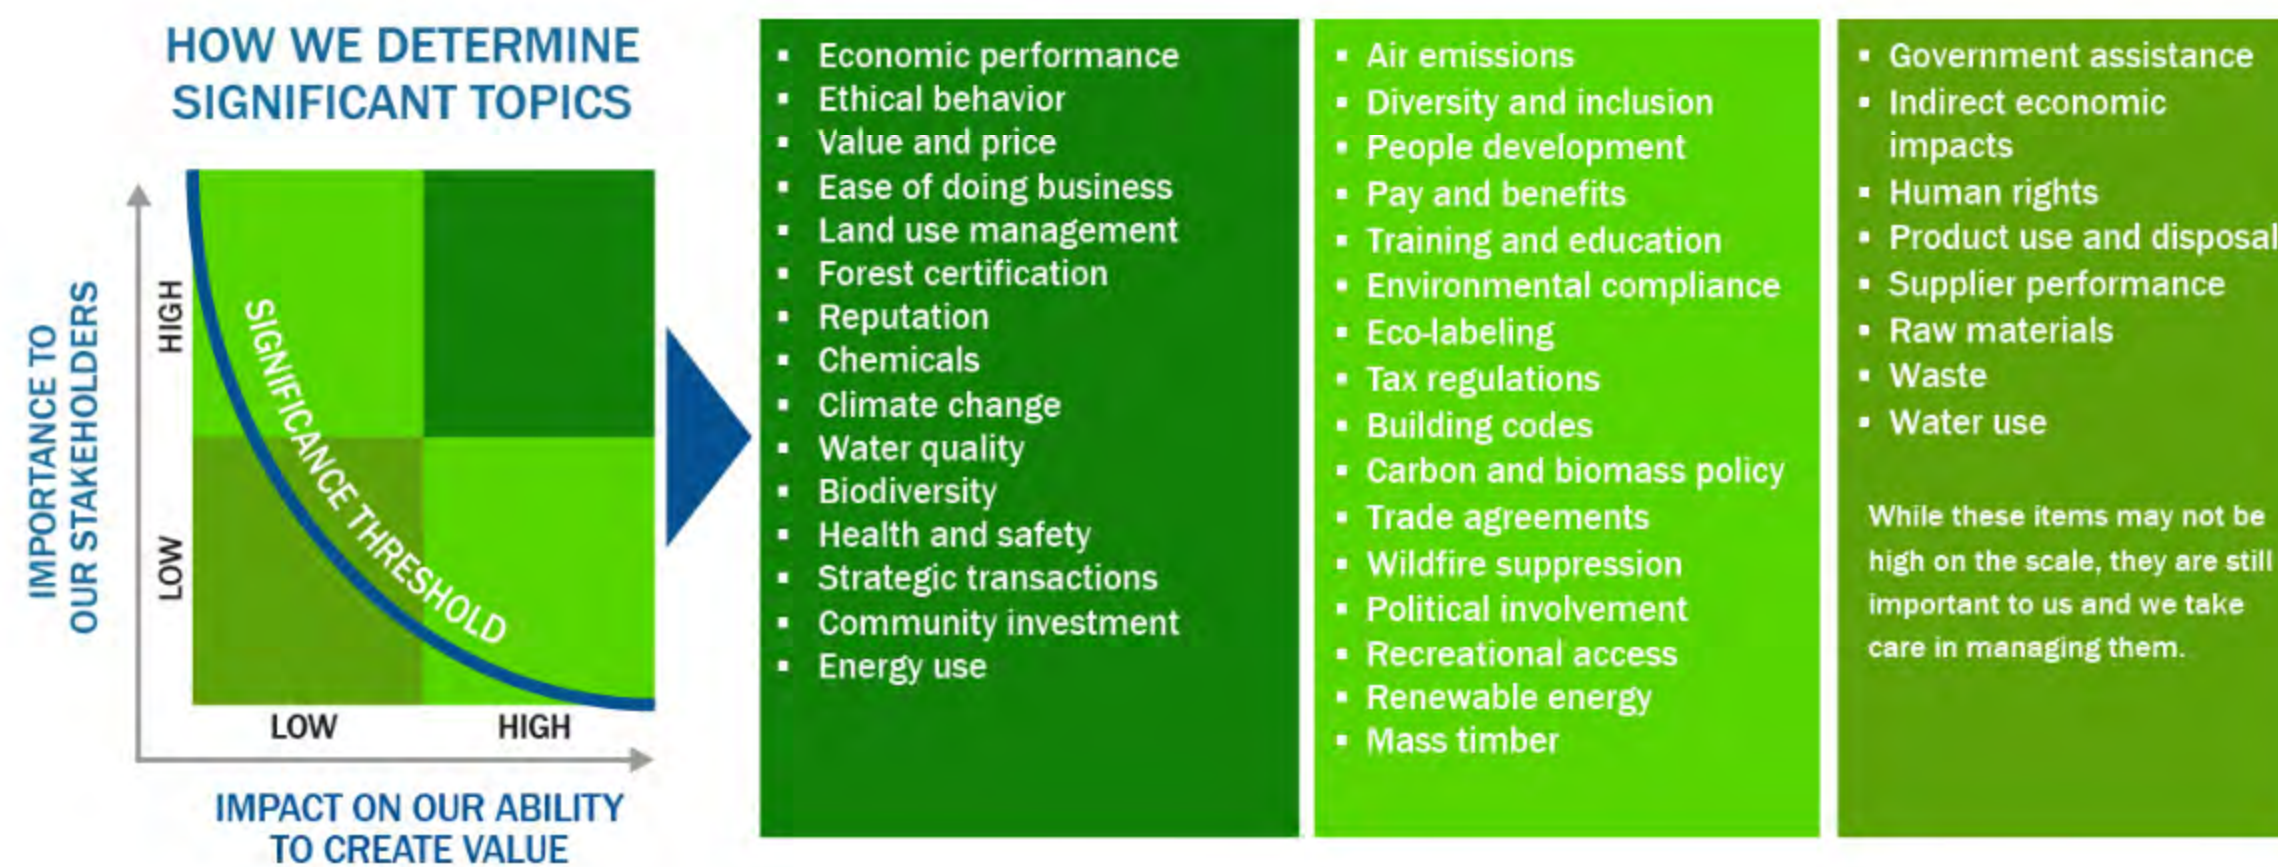 HOW WE DETERMINE
SIGNIFICANT TOPICS
IMPORTANCE TO
OUR STAKEHOLDERS
HIGH
LOW
SIGNIFICANCE THRESHOLD
LOW
HIGH
IMPACT ON OUR ABILITY
TO CREATE VALUE
▪ Economic performance
▪ Ethical behavior
▪ Value and price
▪ Ease of doing business
▪ Land use management
▪ Forest certification
▪ Reputation
▪ Chemicals
▪ Climate change
▪ Water quality
▪ Biodiversity
▪ Health and safety
▪ Strategic transactions
▪ Community investment
▪ Energy use
▪ Air emissions
▪ Diversity and inclusion
▪ People development
▪ Pay and benefits
▪ Training and education
▪ Environmental compliance
▪ Eco-labeling
▪ Tax regulations
▪ Building codes
▪ Carbon and biomass policy
▪ Trade agreements
▪ Wildfire suppression
▪ Political involvement
▪ Recreational access
▪ Renewable energy
▪ Mass timber
▪ Government assistance
▪ Indirect economic
impacts
▪ Human rights
▪ Product use and disposal
▪ Supplier performance
▪ Raw materials
▪ Waste
▪ Water use
While these items may not be
high on the scale, they are still
important to us and we take
care in managing them.